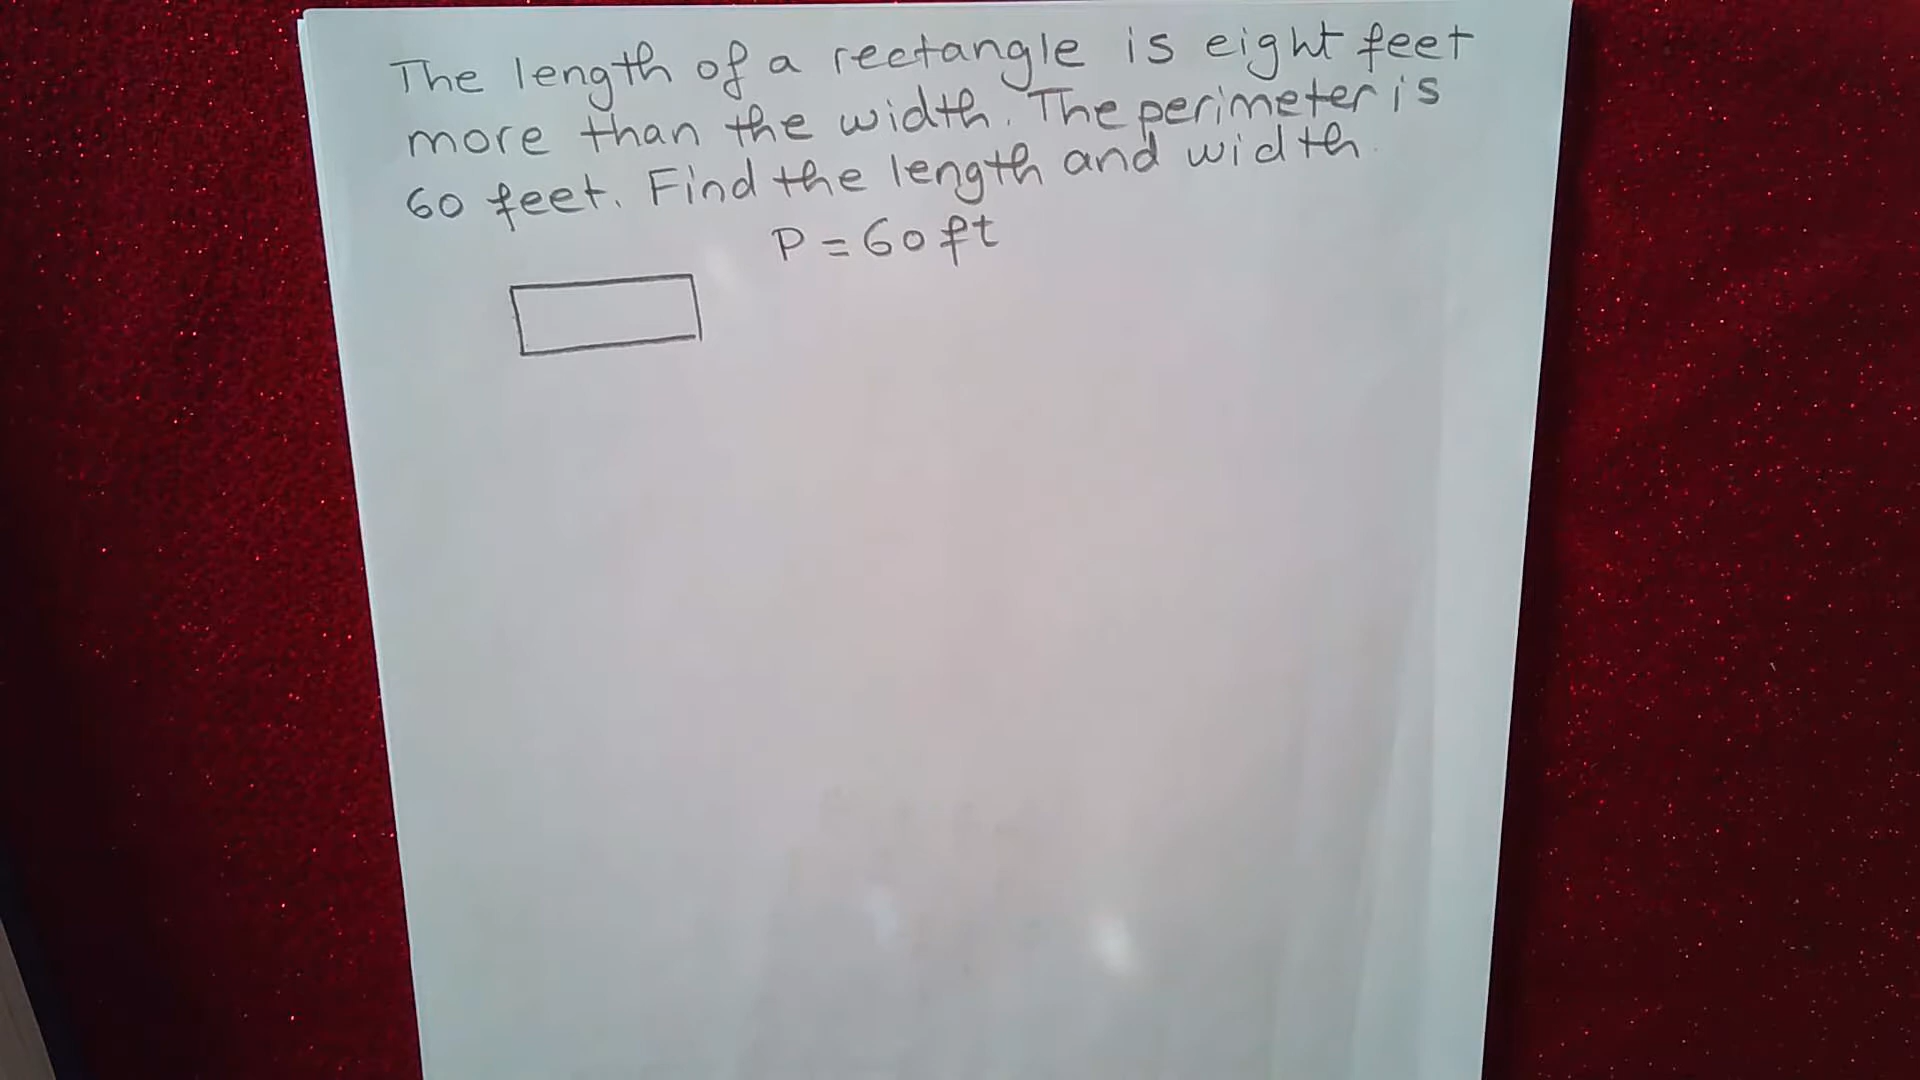 The length of a rectangle is eight feet
more than the width. The perimeter is
60 feet. Find the length and width.
P = 60 ft